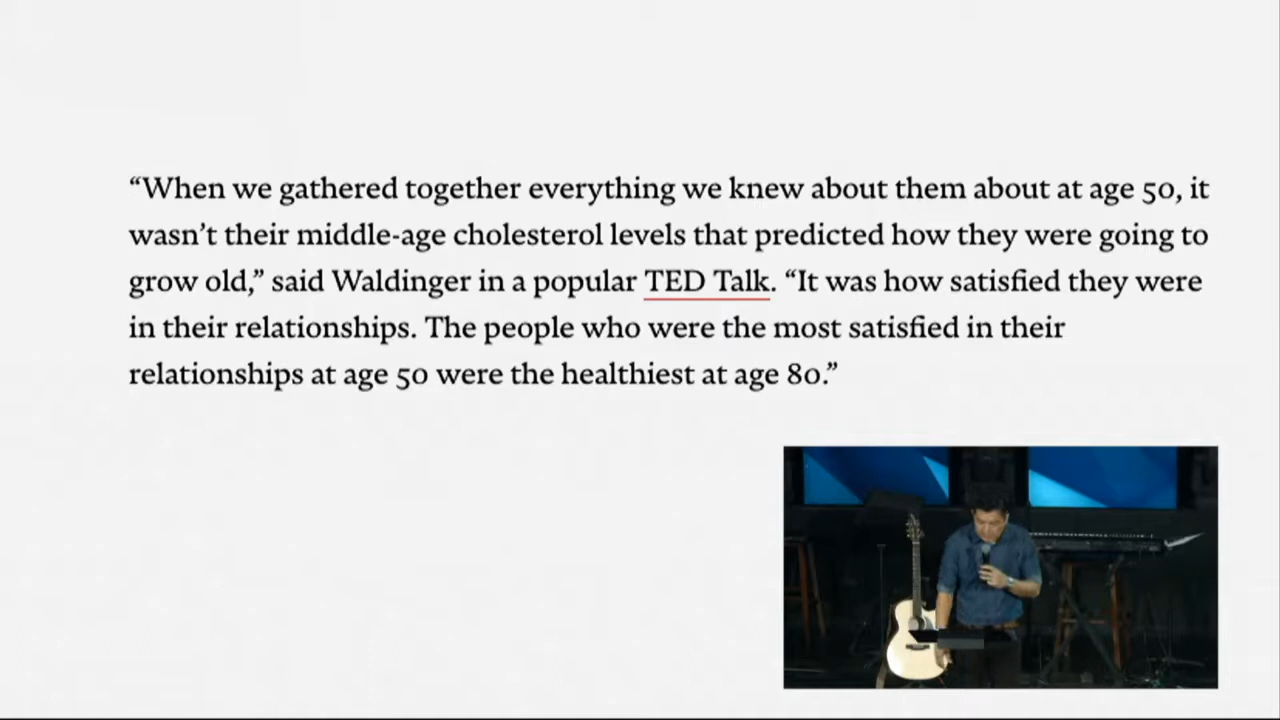 “When we gathered together everything we knew about them about at age 50, it
wasn’t their middle-age cholesterol levels that predicted how they were going to
grow old,” said Waldinger in a popular TED Talk. “It was how satisfied they were
in their relationships. The people who were the most satisfied in their
relationships at age 50 were the healthiest at age 80.”